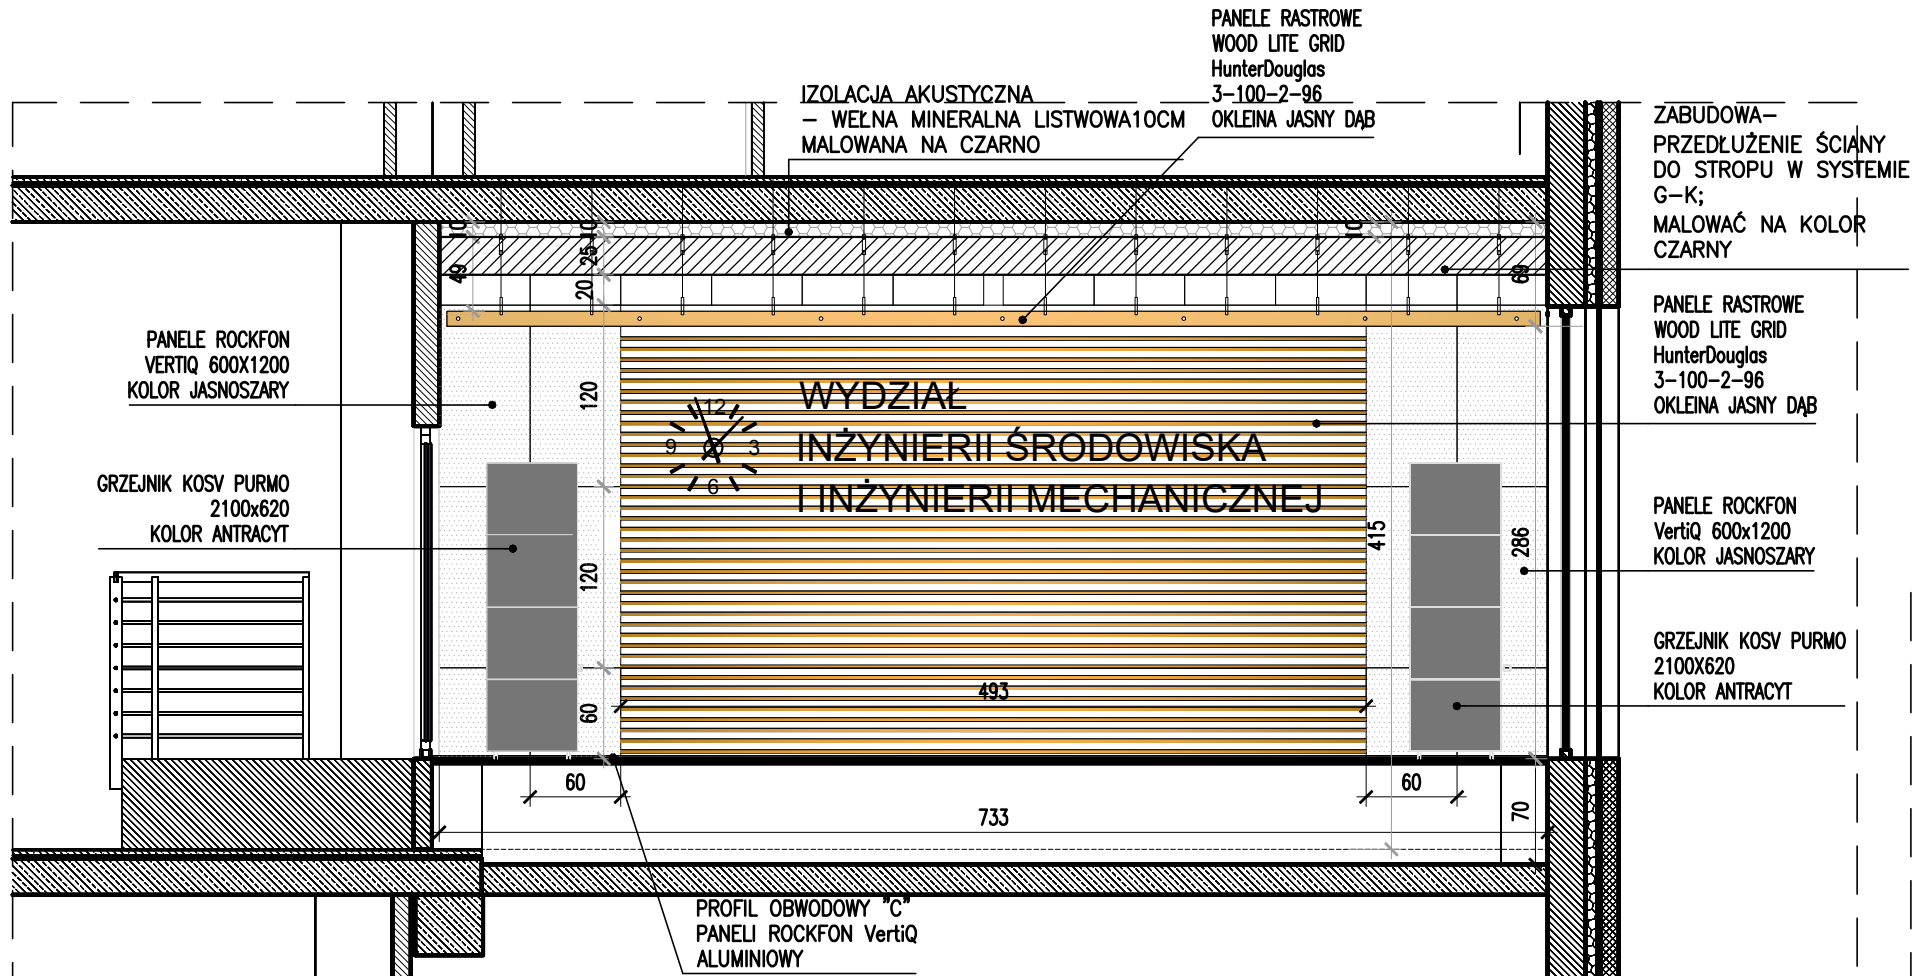 PANELE RASTROWE
WOOD LITE GRID
HunterDouglas
3-100-2-96
OKLEINA JASNY DĄB
IZOLACJA AKUSTYCZNA
- WEŁNA MINERALNA LISTWOWA10CM
MALOWANA NA CZARNO
ZABUDOWA-
PRZEDŁUŻENIE ŚCIANY
DO STROPU W SYSTEMIE
G-K;
MALOWAĆ NA KOLOR
CZARNY
10
10
10
25
49
20
69
PANELE RASTROWE
WOOD LITE GRID
HunterDouglas
3-100-2-96
OKLEINA JASNY DĄB
PANELE ROCKFON
VERTIQ 600X1200
KOLOR JASNOSZARY
120
12
9 3
6
WYDZIAŁ
INŻYNIERII ŚRODOWISKA
I INŻYNIERII MECHANICZNEJ
GRZEJNIK KOSV PURMO
2100x620
KOLOR ANTRACYT
415
286
PANELE ROCKFON
VertiQ 600x1200
KOLOR JASNOSZARY
120
GRZEJNIK KOSV PURMO
2100X620
KOLOR ANTRACYT
493
60
60
60
70
733
PROFIL OBWODOWY "C"
PANELI ROCKFON VertiQ
ALUMINIOWY